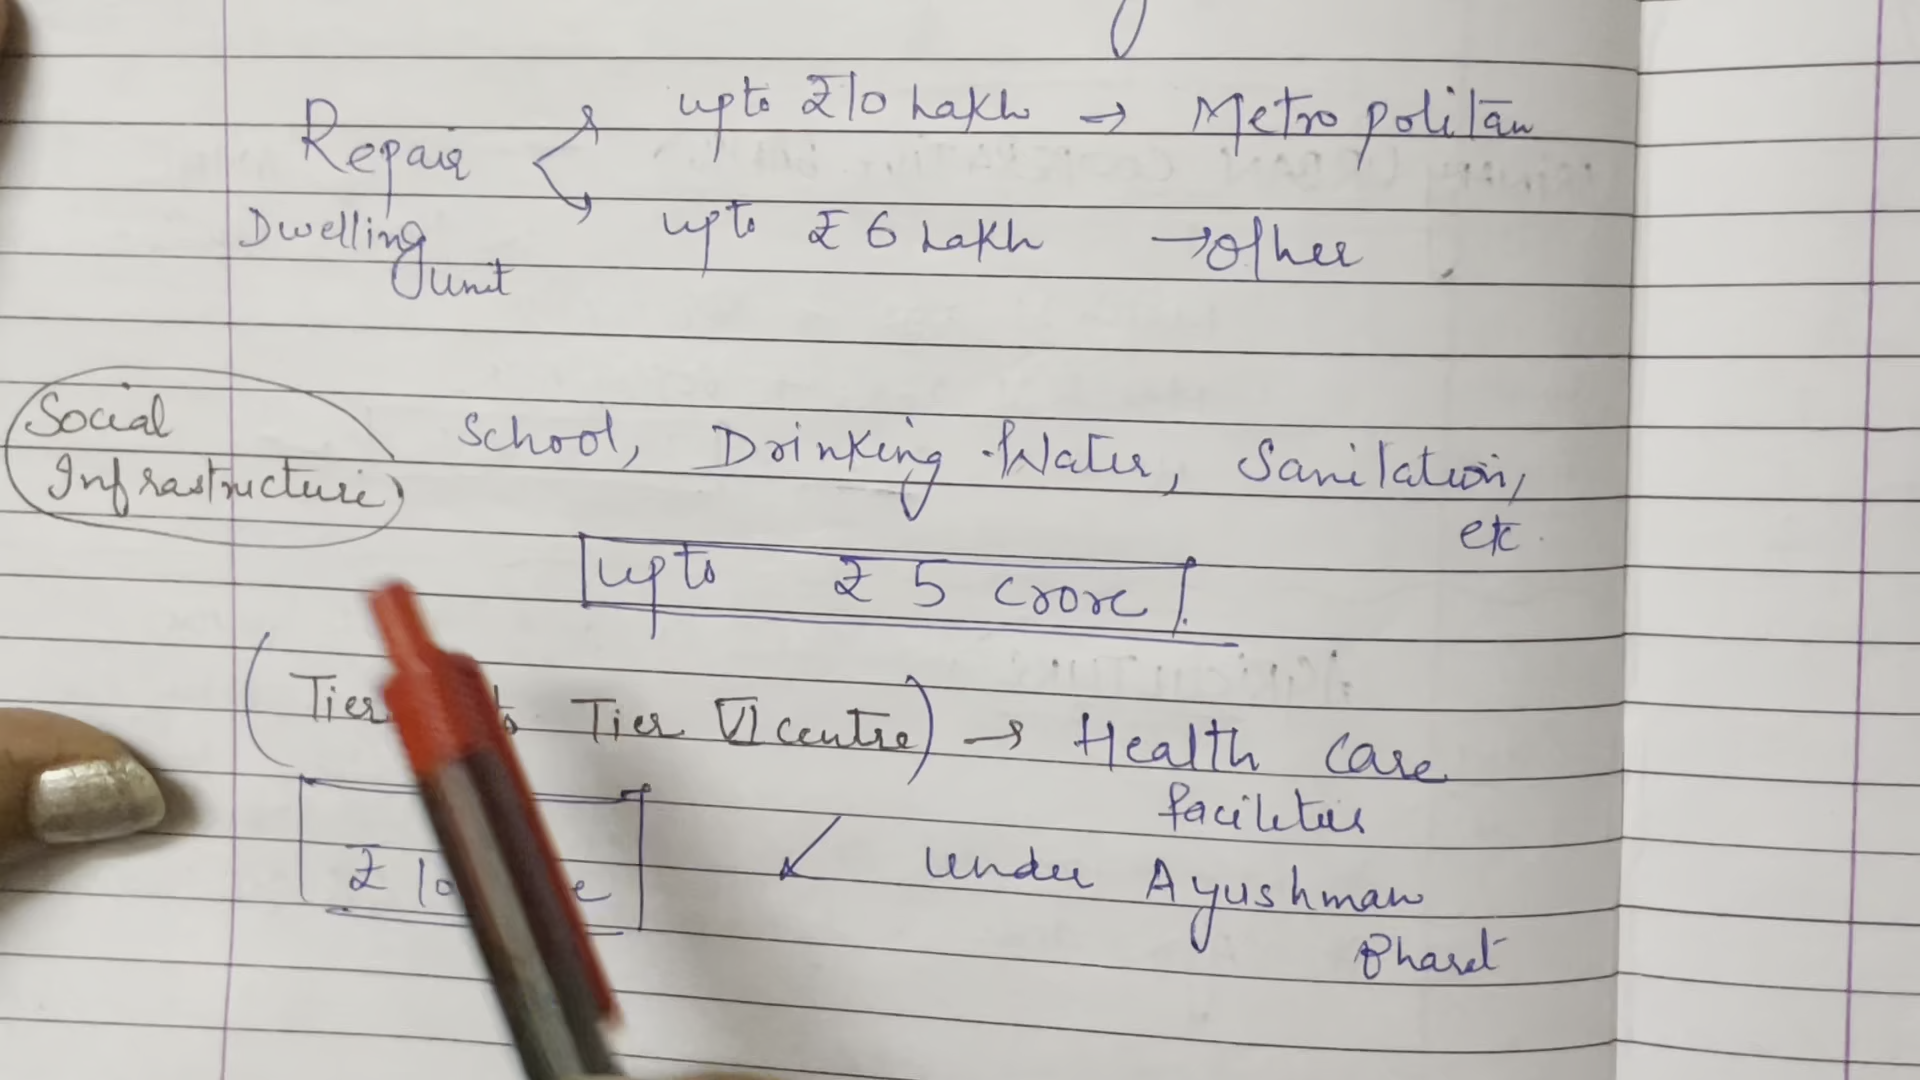 Repair upto ₹10 Lakh → Metropolitan
Dwelling unit upto ₹ 6 Lakh → Other
Social Infrastructure
School, Drinking Water, Sanitation, etc.
upto ₹ 5 crore.
(Tier Tier VI centre) → Health Care facilities
₹ 10
under Ayushman Bharat